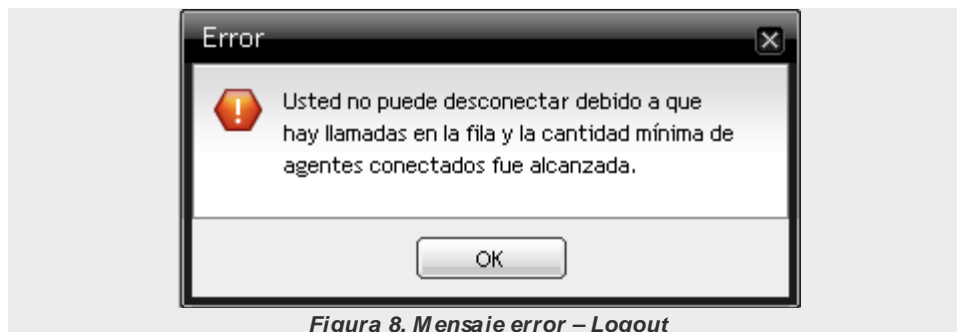 Error
Usted no puede desconectar debido a que
hay llamadas en la fila y la cantidad mínima de
agentes conectados fue alcanzada.
OK
Figura 8. Mensaje error – Logout